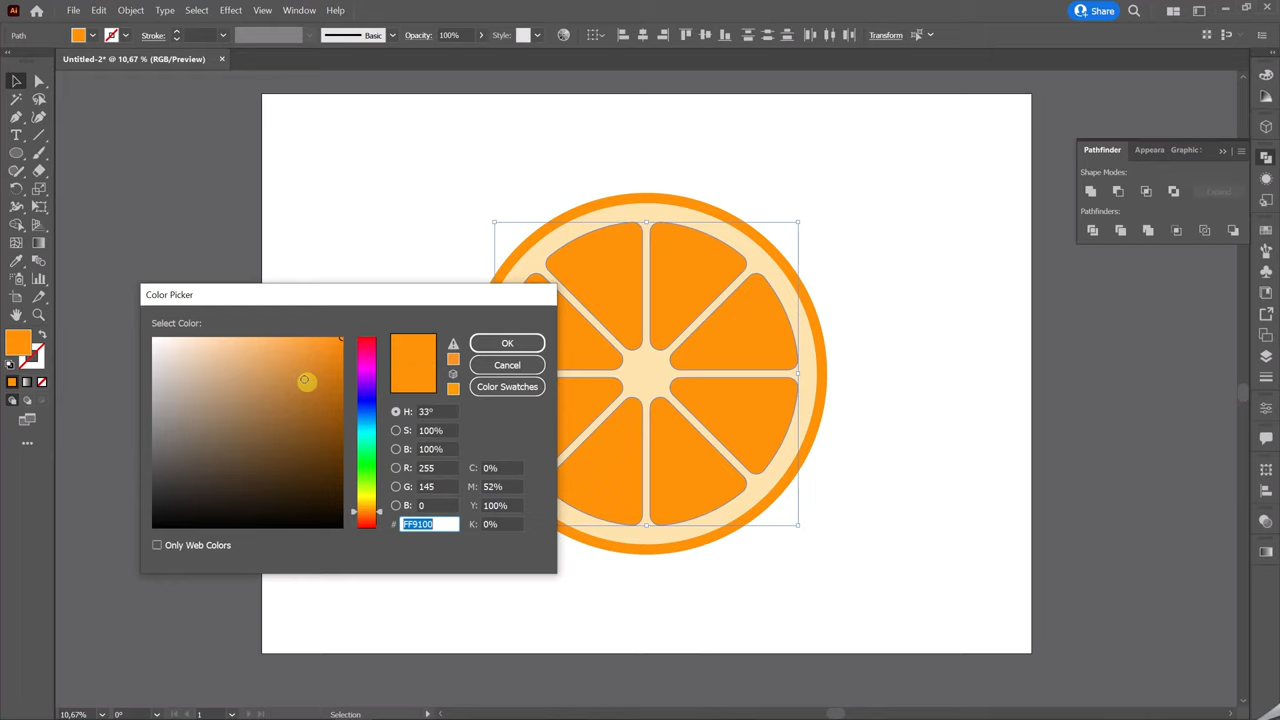 Ai File Edit Object Type Select Effect View Window Help Share
Path Stroke: Basic Opacity: 100% Style: Transform
Untitled-2* @ 10,67 % (RGB/Preview) ×
Pathfinder Appeara Graphic
Shape Modes:
Expand
Pathfinders:
Color Picker
Select Color:
OK
Cancel
Color Swatches
H: 33°
S: 100%
B: 100%
R: 255 C: 0%
G: 145 M: 52%
B: 0 Y: 100%
# FF9100 K: 0%
Only Web Colors
10,67% 0° 1 Selection